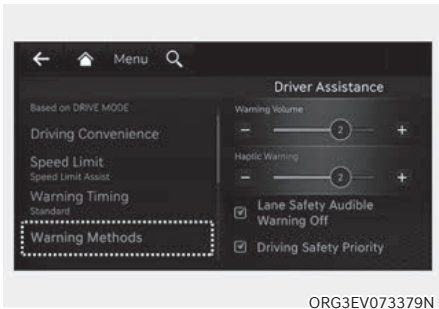 Menu
Driver Assistance
Based on DRIVE MODE
Driving Convenience
Speed Limit
Speed Limit Assist
Warning Timing
Standard
Warning Methods
Warning Volume
– 2 +
Haptic Warning
– 2 +
Lane Safety Audible
Warning Off
Driving Safety Priority
ORG3EV073379N